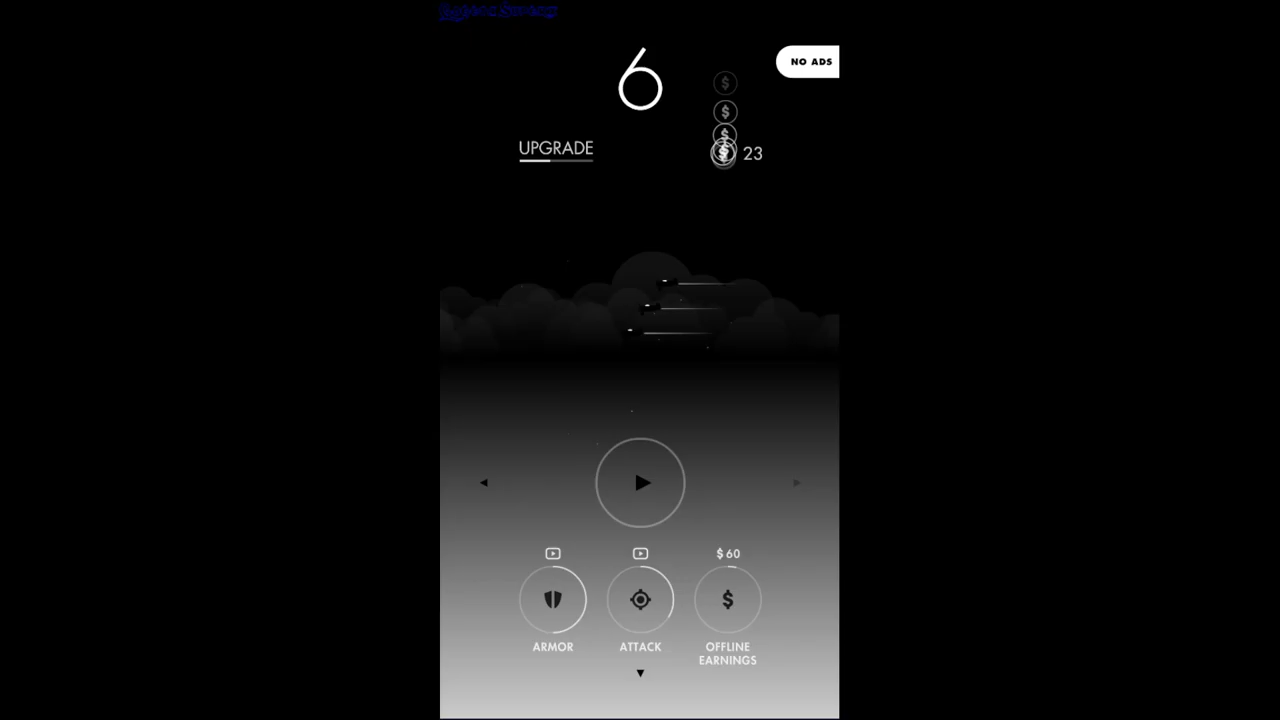 6
NO ADS
UPGRADE
$ 23
$ 60
ARMOR
ATTACK
OFFLINE
EARNINGS